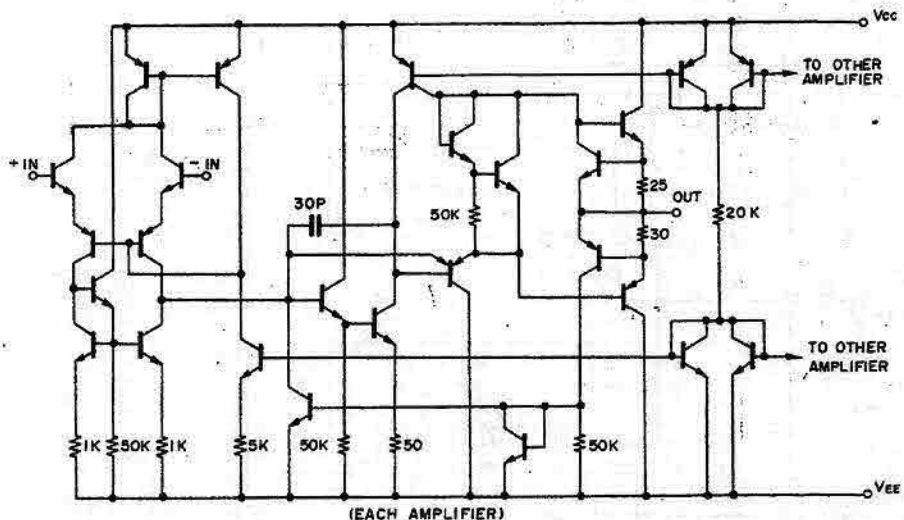 Vcc
TO OTHER
AMPLIFIER
+ IN
- IN
25
OUT
30P
50K
30
20 K
TO OTHER
AMPLIFIER
1K
50K
1K
5K
50K
50
50K
VEE
(EACH AMPLIFIER)